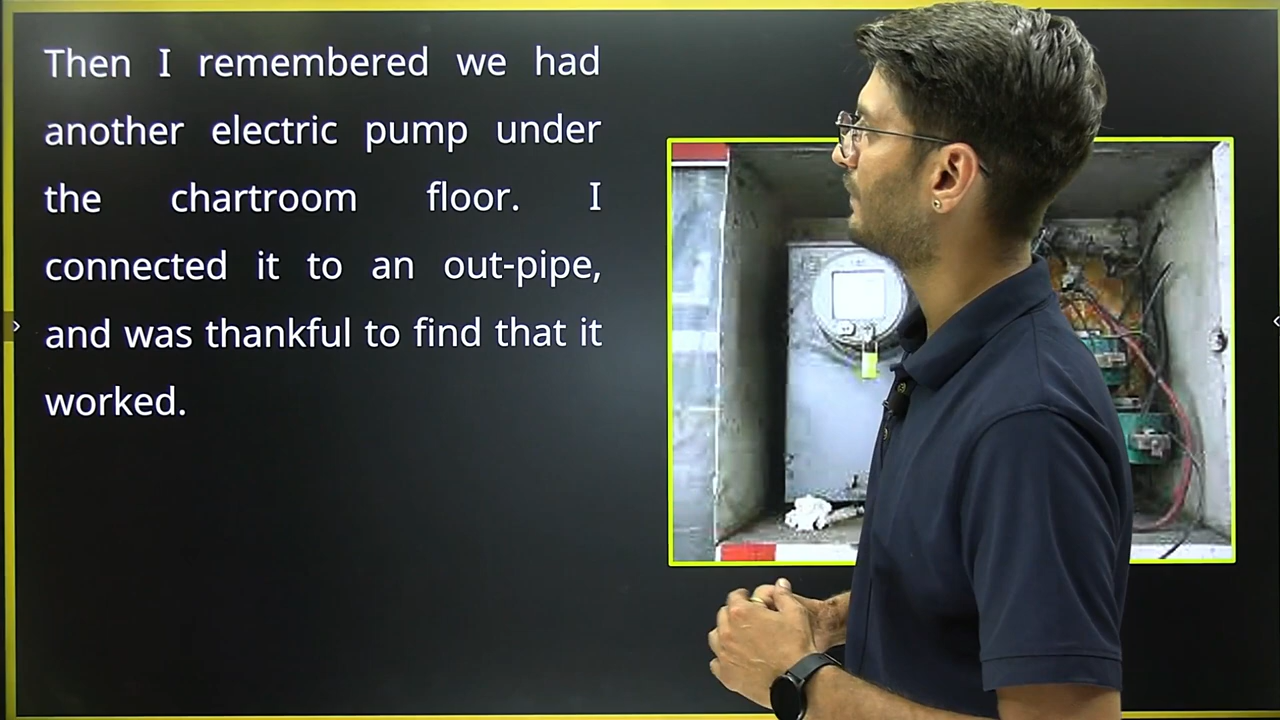 Then I remembered we had
another electric pump under
the chartroom floor. I
connected it to an out-pipe,
and was thankful to find that it
worked.